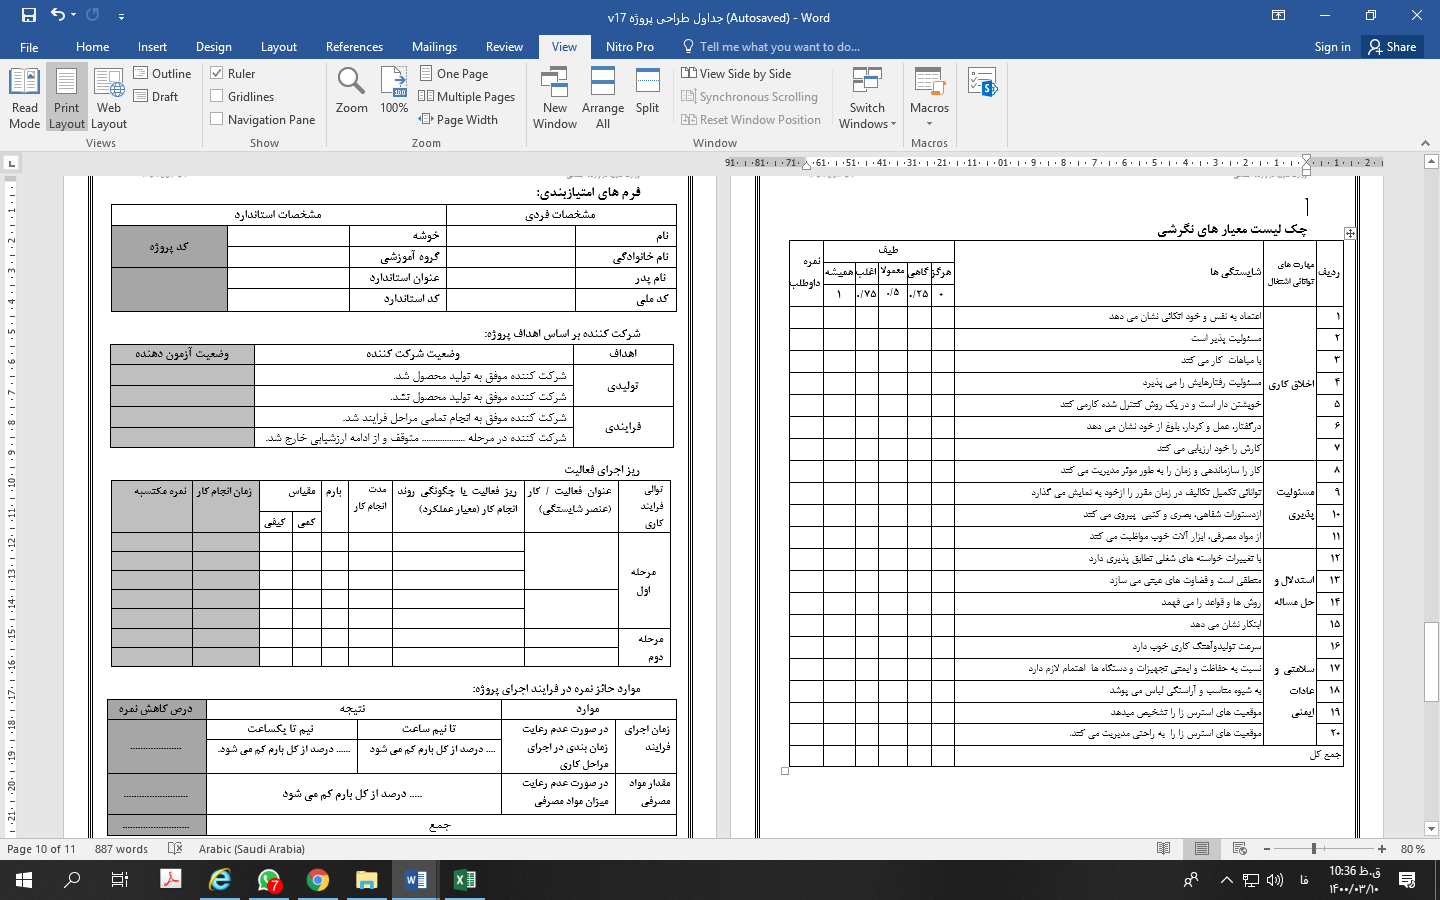 جداول طراحی پروژه v17 (Autosaved) - Word
File Home Insert Design Layout References Mailings Review View Nitro Pro Tell me what you want to do... Sign in Share
Read Mode
Print Layout
Web Layout
Outline
Draft
Views
Ruler
Gridlines
Navigation Pane
Show
Zoom
100
100%
One Page
Multiple Pages
Page Width
Zoom
New Window
Arrange All
Split
View Side by Side
Synchronous Scrolling
Reset Window Position
Window
Switch Windows
Macros
Macros
فرم های امتیازبندی:
مشخصات فردی مشخصات استاندارد
نام خوشه کد پروژه
نام خانوادگی گروه آموزشی
نام پدر عنوان استاندارد
کد ملی کد استاندارد
شرکت کننده بر اساس اهداف پروژه:
اهداف وضعیت شرکت کننده وضعیت آزمون دهنده
تولیدی
شرکت کننده موفق به تولید محصول شد.
شرکت کننده موفق به تولید محصول نشد.
فرایندی
شرکت کننده موفق به انجام تمامی مراحل فرایند شد.
شرکت کننده در مرحله .................. متوقف و از ادامه ارزشیابی خارج شد.
ریز اجرای فعالیت
توالی فرایند کاری
عنوان فعالیت / کار (عنصر شایستگی)
ریز فعالیت یا چگونگی روند انجام کار (معیار عملکرد)
مدت انجام کار
بارم
مقیاس
کمی کیفی
زمان انجام کار
نمره مکتسبه
مرحله اول
مرحله دوم
موارد حائز نمره در فرایند اجرای پروژه:
موارد نتیجه درص کاهش نمره
زمان اجرای فرایند
در صورت عدم رعایت زمان بندی در اجرای مراحل کاری
تا نیم ساعت نیم تا یکساعت
.... درصد از کل بارم کم می شود ...... درصد از کل بارم کم می شود.
....................
مقدار مواد مصرفی
در صورت عدم رعایت میزان مواد مصرفی
..... درصد از کل بارم کم می شود
.........................
جمع ..........................
چک لیست معیار های نگرشی
ردیف
مهارت های توانائی اشتغال
شایستگی ها
طیف
هرگز گاهی معمولا اغلب همیشه
۰ ۰/۲۵ ۰/۵ ۰/۷۵ ۱
نمره داوطلب
اخلاق کاری
۱ اعتماد به نفس و خود اتکائی نشان می دهد
۲ مسئولیت پذیر است
۳ با مباهات کار می کند
۴ مسئولیت رفتارهایش را می پذیرد
۵ خویشتن دار است و در یک روش کنترل شده کارمی کند
۶ درگفتار، عمل و کردار، بلوغ از خود نشان می دهد
۷ کارش را خود ارزیابی می کند
مسئولیت پذیری
۸ کار را سازماندهی و زمان را به طور موثر مدیریت می کند
۹ توانائی تکمیل تکالیف در زمان مقرر را ازخود به نمایش می گذارد
۱۰ ازدستورات شفاهی، بصری و کتبی پیروی می کند
۱۱ از مواد مصرفی، ابزار آلات خوب مواظبت می کند
استدلال و حل مساله
۱۲ با تغییرات خواسته های شغلی تطابق پذیری دارد
۱۳ منطقی است و قضاوت های عینی می سازد
۱۴ روش ها و قواعد را می فهمد
۱۵ ابتکار نشان می دهد
سلامتی و عادات ایمنی
۱۶ سرعت تولیدوآهنگ کاری خوب دارد
۱۷ نسبت به حفاظت و ایمنی تجهیزات و دستگاه ها اهتمام لازم دارد
۱۸ به شیوه متناسب و آراستگی لباس می پوشد
۱۹ موقعیت های استرس زا را تشخیص میدهد
۲۰ موقعیت های استرس زا را به راحتی مدیریت می کند.
جمع کل
Page 10 of 11 887 words Arabic (Saudi Arabia) 80 %
7
فا
10:36 ق.ظ
۱۴۰۰/۰۳/۱۰